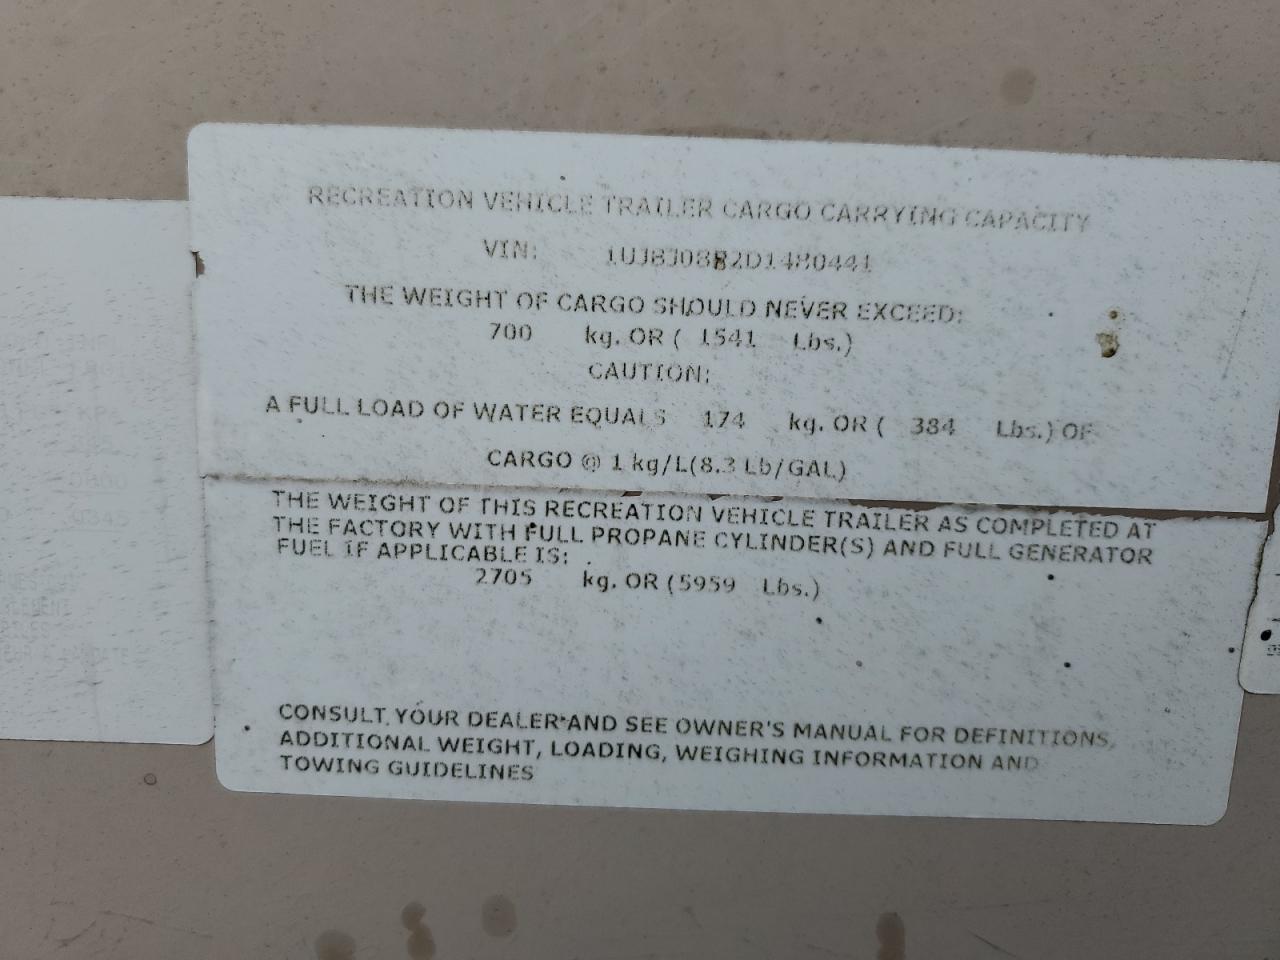 RECREATION VEHICLE TRAILER CARGO CARRYING CAPACITY
VIN: 1UJBJ08B2D14H0441
THE WEIGHT OF CARGO SHOULD NEVER EXCEED:
700 kg. OR ( 1541 Lbs.)
CAUTION:
A FULL LOAD OF WATER EQUALS 174 kg. OR ( 384 Lbs.) OF
CARGO @ 1 kg/L(8.3 Lb/GAL)
THE WEIGHT OF THIS RECREATION VEHICLE TRAILER AS COMPLETED AT
THE FACTORY WITH FULL PROPANE CYLINDER(S) AND FULL GENERATOR
FUEL IF APPLICABLE IS:
2705 kg. OR (5959 Lbs.)
CONSULT YOUR DEALER AND SEE OWNER'S MANUAL FOR DEFINITIONS,
ADDITIONAL WEIGHT, LOADING, WEIGHING INFORMATION AND
TOWING GUIDELINES